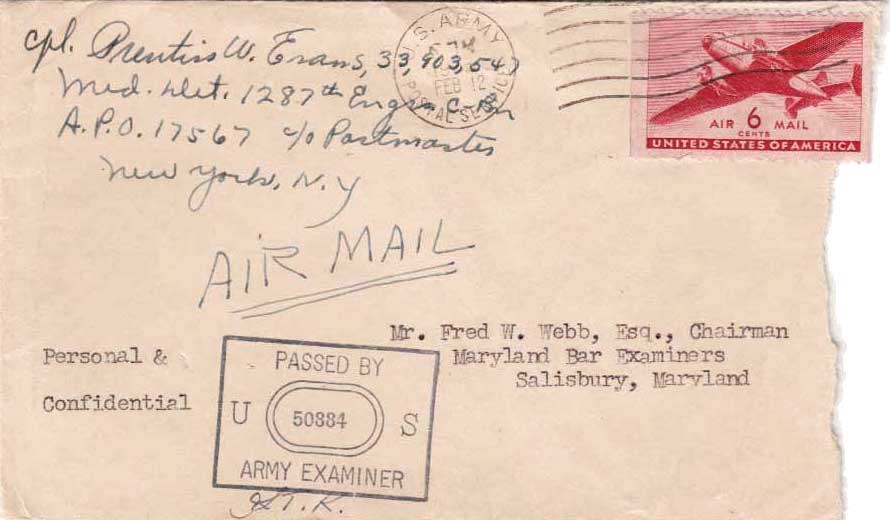 Cpl. Prentiss W. Evans, 33,903,547
Med. Det. 1287th Engr. C. Bn
A.P.O. 17567 c/o Postmaster
New York, N.Y
U.S. ARMY
FEB 12
POSTAL SERVICE
AIR 6 MAIL
CENTS
UNITED STATES OF AMERICA
AIR MAIL
Mr. Fred W. Webb, Esq., Chairman
Maryland Bar Examiners
Salisbury, Maryland
Personal &
Confidential
PASSED BY
U 50884 S
ARMY EXAMINER